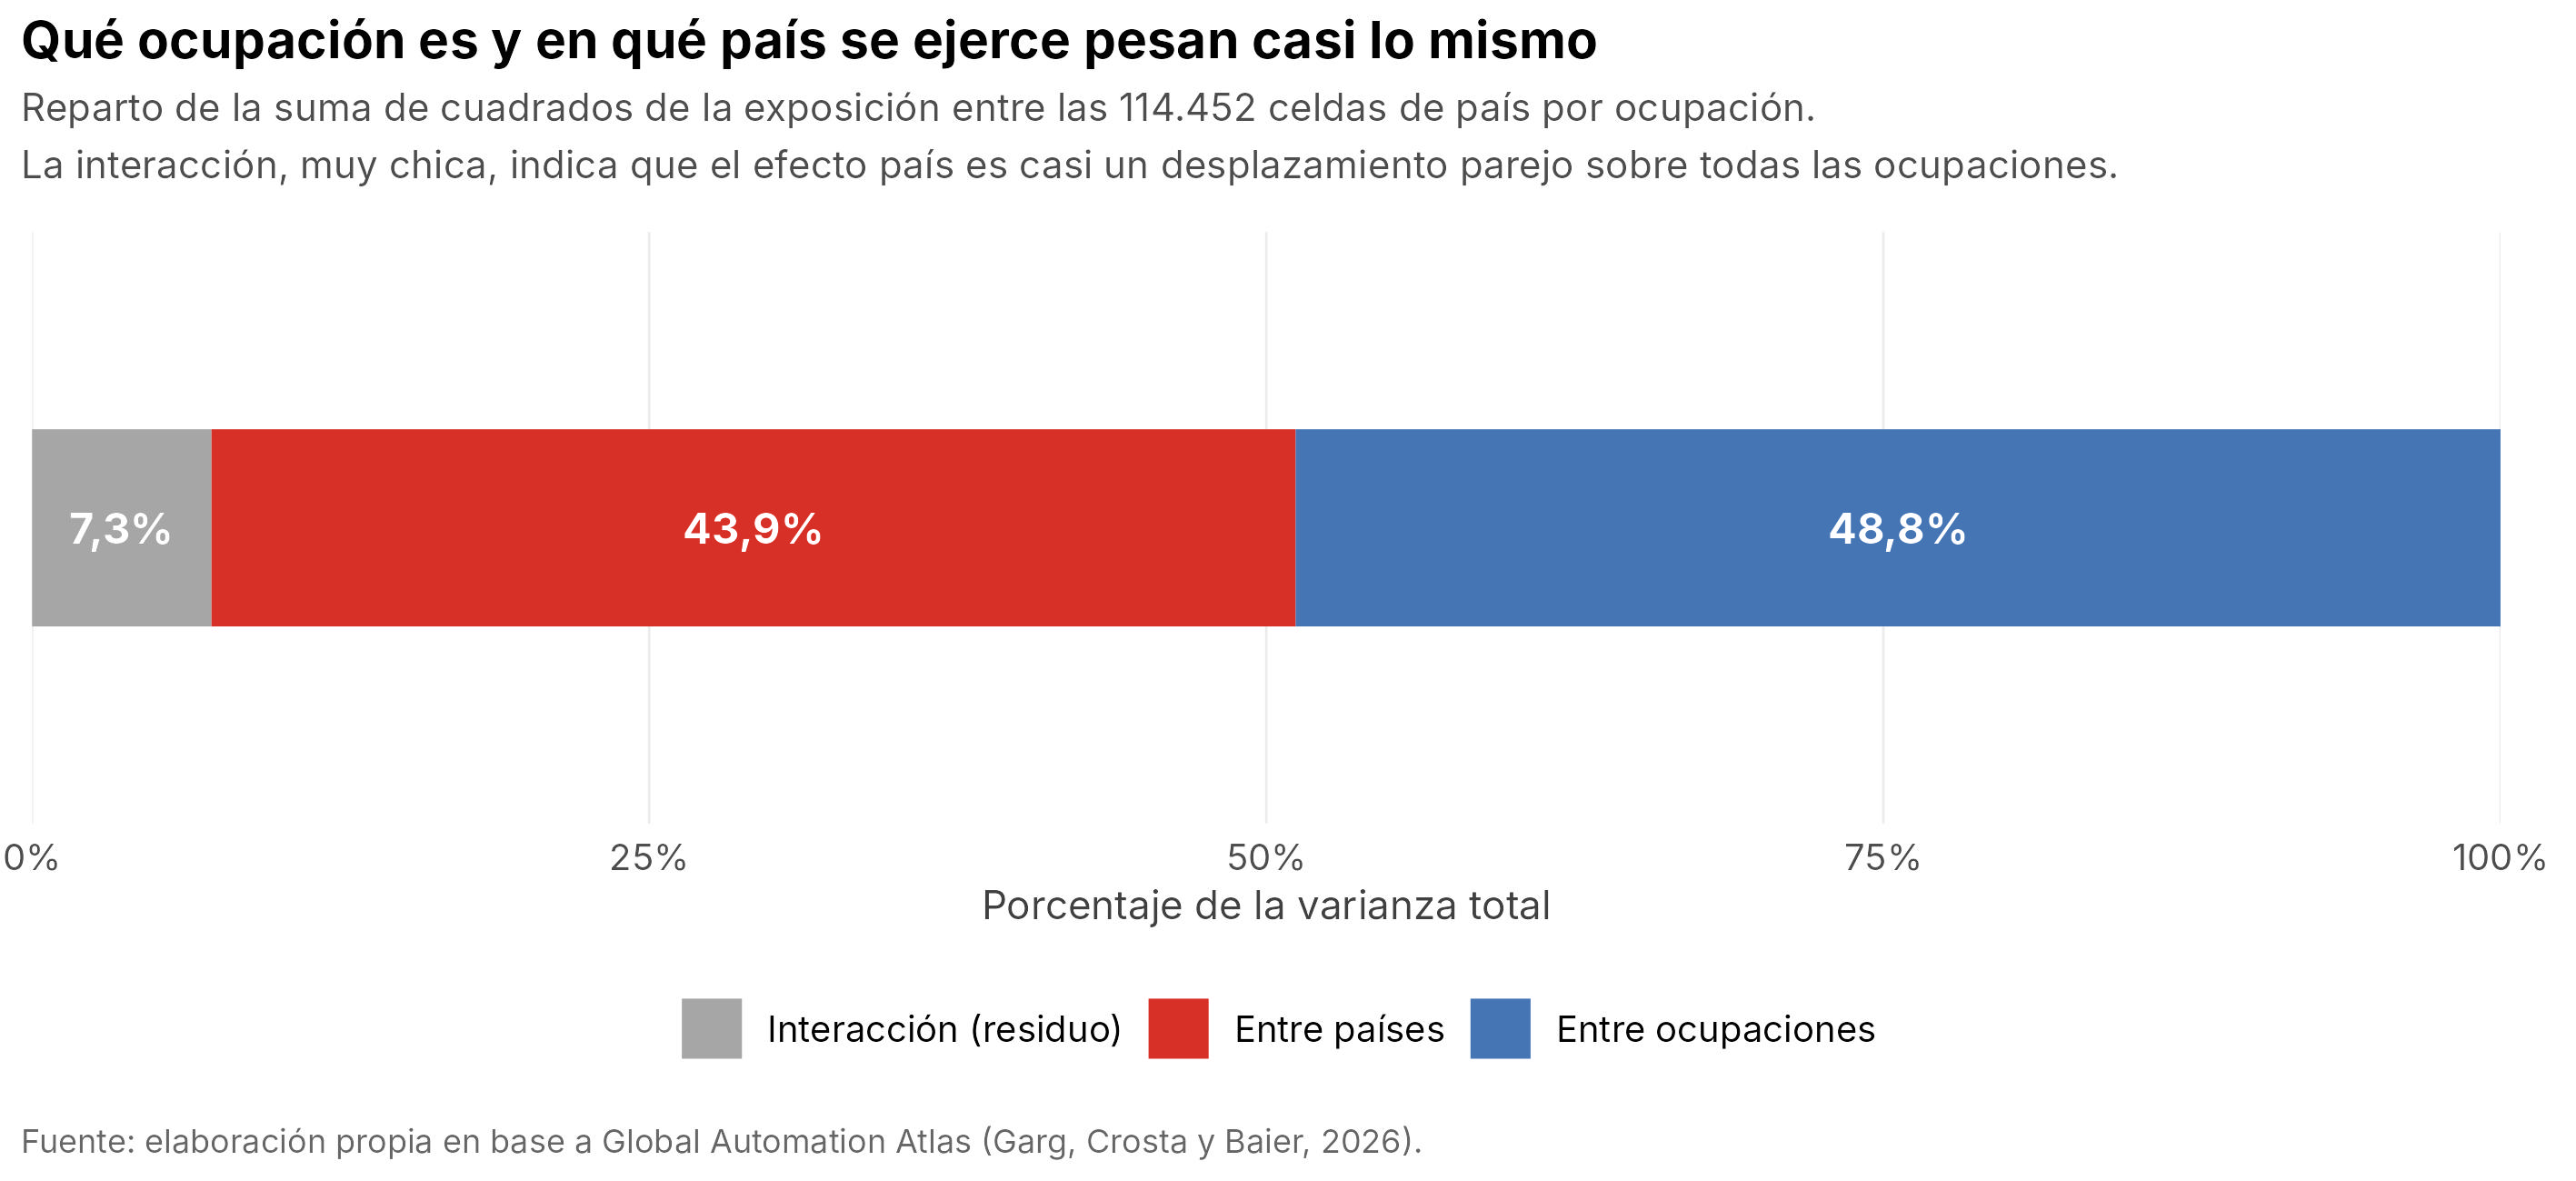 Qué ocupación es y en qué país se ejerce pesan casi lo mismo
Reparto de la suma de cuadrados de la exposición entre las 114.452 celdas de país por ocupación.
La interacción, muy chica, indica que el efecto país es casi un desplazamiento parejo sobre todas las ocupaciones.
7,3% 43,9% 48,8%
0% 25% 50% 75% 100%
Porcentaje de la varianza total
Interacción (residuo) Entre países Entre ocupaciones
Fuente: elaboración propia en base a Global Automation Atlas (Garg, Crosta y Baier, 2026).